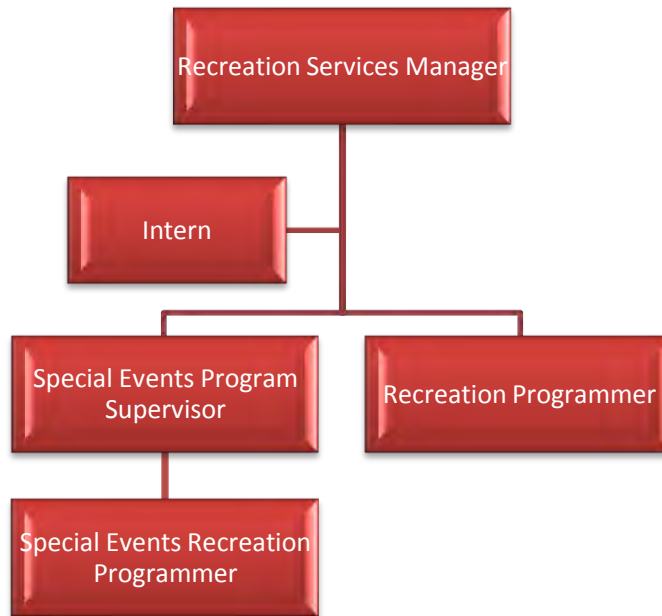 Recreation Services Manager
Intern
Special Events Program
Supervisor
Recreation Programmer
Special Events Recreation
Programmer